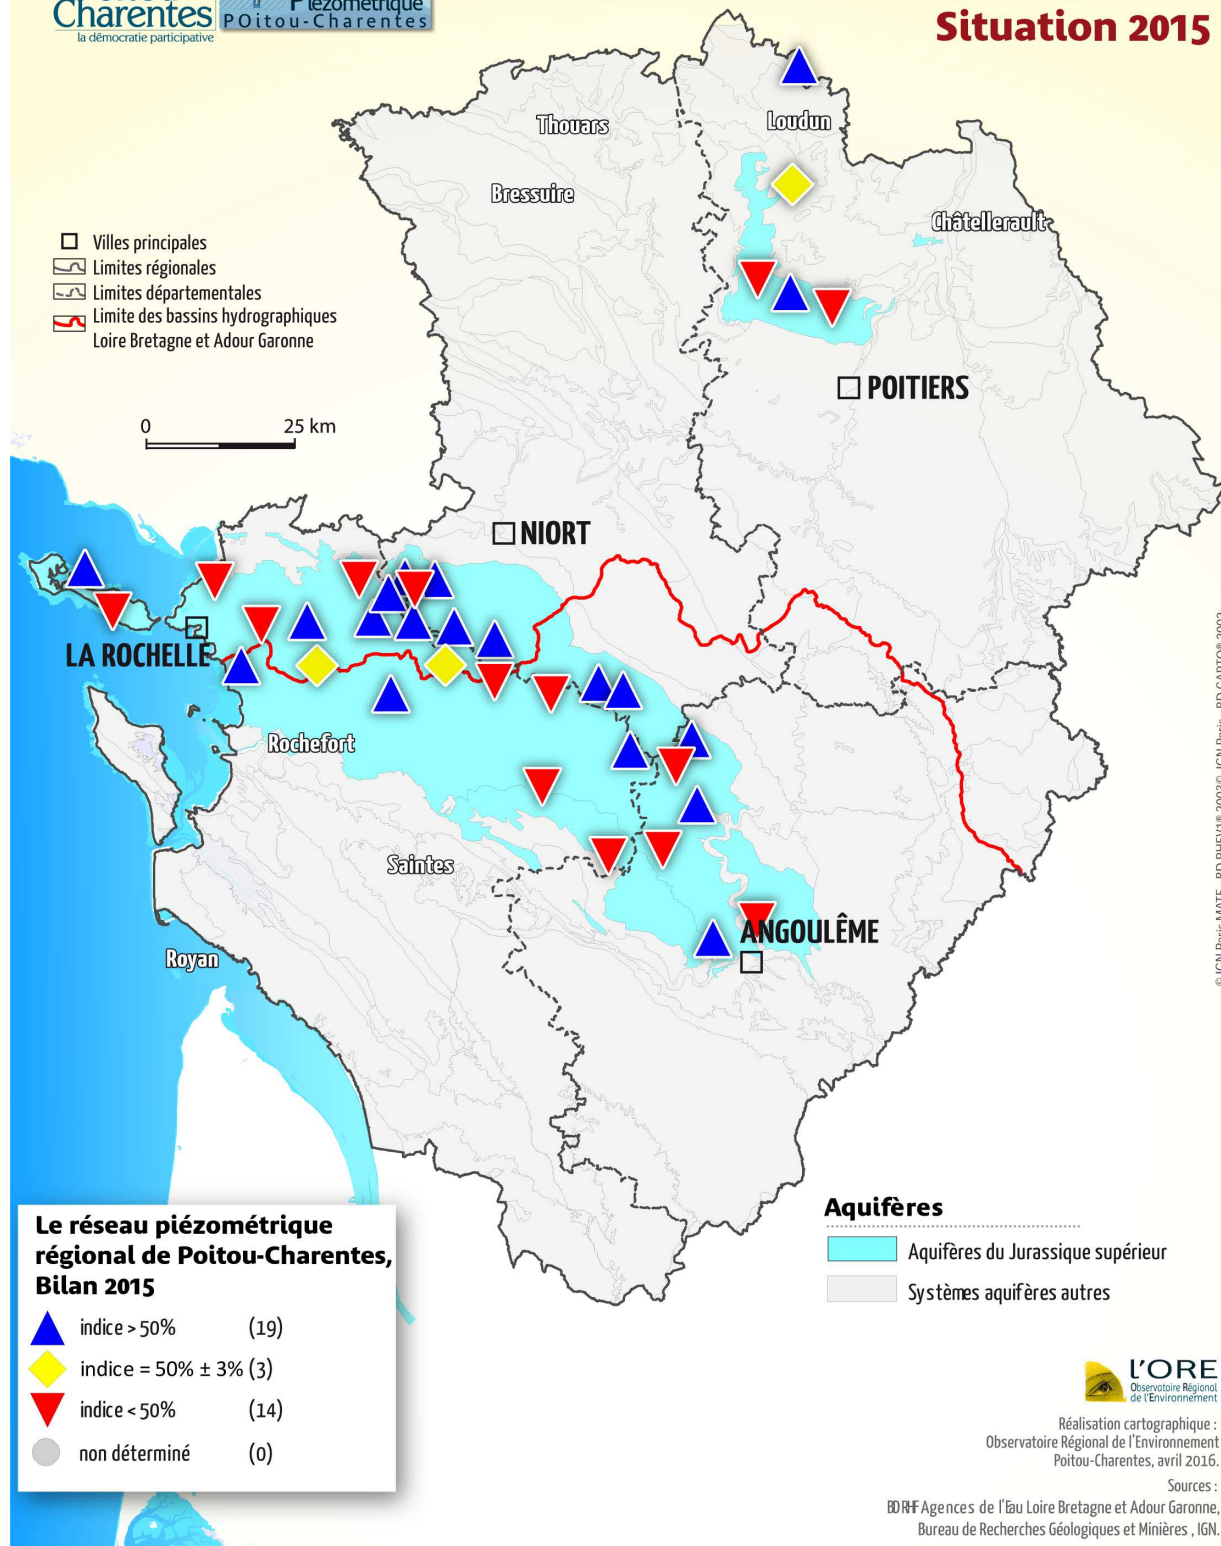 Charentes
la démocratie participative
Piézométrique
POitou-Charentes
Situation 2015
Thouars
Loudun
Bressuire
Châtellerault
Villes principales
Limites régionales
Limites départementales
Limite des bassins hydrographiques
Loire Bretagne et Adour Garonne
0 25 km
POITIERS
NIORT
LA ROCHELLE
Rochefort
Saintes
ANGOULÊME
Royan
Le réseau piézométrique
régional de Poitou-Charentes,
Bilan 2015
indice > 50% (19)
indice = 50% ± 3% (3)
indice < 50% (14)
non déterminé (0)
Aquifères
Aquifères du Jurassique supérieur
Systèmes aquifères autres
l'ORE
Observatoire Régional
de l'Environnement
Réalisation cartographique :
Observatoire Régional de l'Environnement
Poitou-Charentes, avril 2016.
Sources :
BD RHF Agences de l'Eau Loire Bretagne et Adour Garonne,
Bureau de Recherches Géologiques et Minières , IGN.